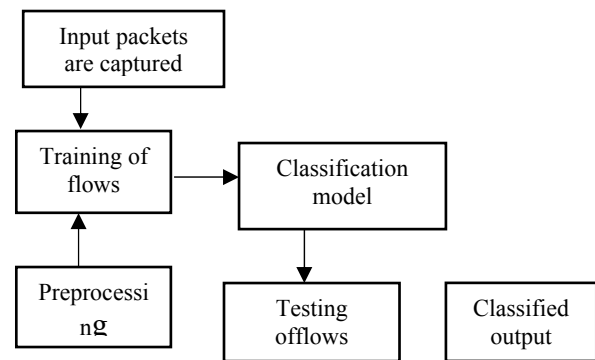 Input packets
are captured
Training of
flows
Classification
model
Preprocessi
ng
Testing
offlows
Classified
output